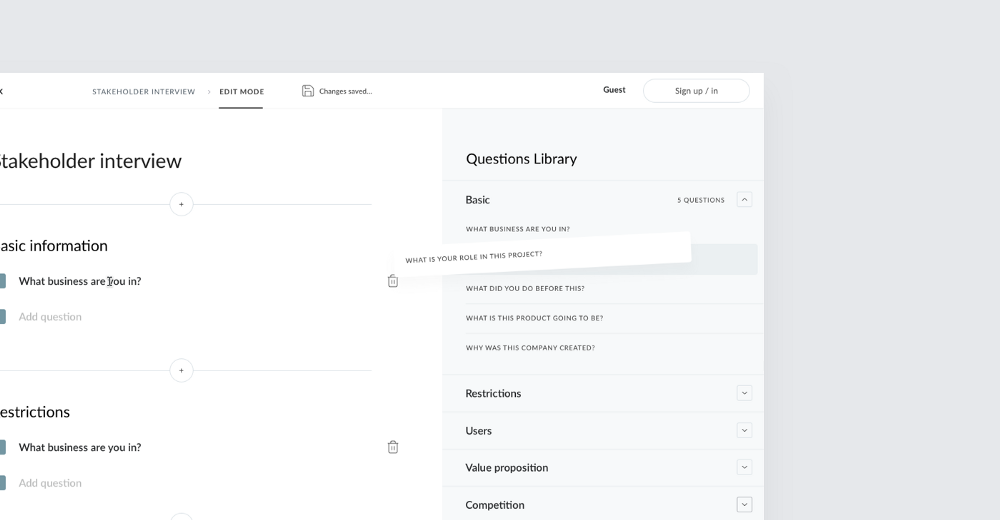 STAKEHOLDER INTERVIEW > EDIT MODE
Changes saved...
Guest
Sign up / in
Stakeholder interview
+
asic information
What business are you in?
Add question
+
estrictions
What business are you in?
Add question
Questions Library
Basic
5 QUESTIONS
WHAT BUSINESS ARE YOU IN?
WHAT IS YOUR ROLE IN THIS PROJECT?
WHAT DID YOU DO BEFORE THIS?
WHAT IS THIS PRODUCT GOING TO BE?
WHY WAS THIS COMPANY CREATED?
Restrictions
Users
Value proposition
Competition